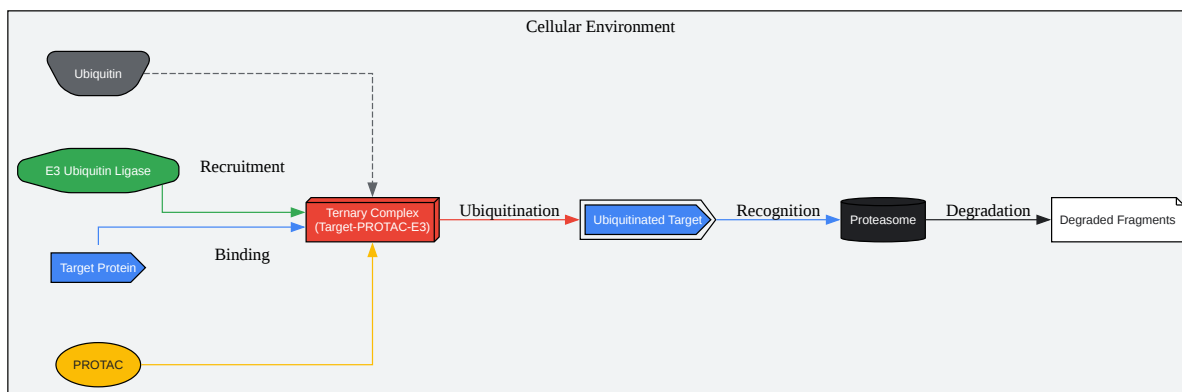 Cellular Environment
Ubiquitin
E3 Ubiquitin Ligase
Recruitment
Ternary Complex
(Target-PROTAC-E3)
Ubiquitination
Ubiquitinated Target
Recognition
Proteasome
Degradation
Degraded Fragments
Binding
Target Protein
PROTAC